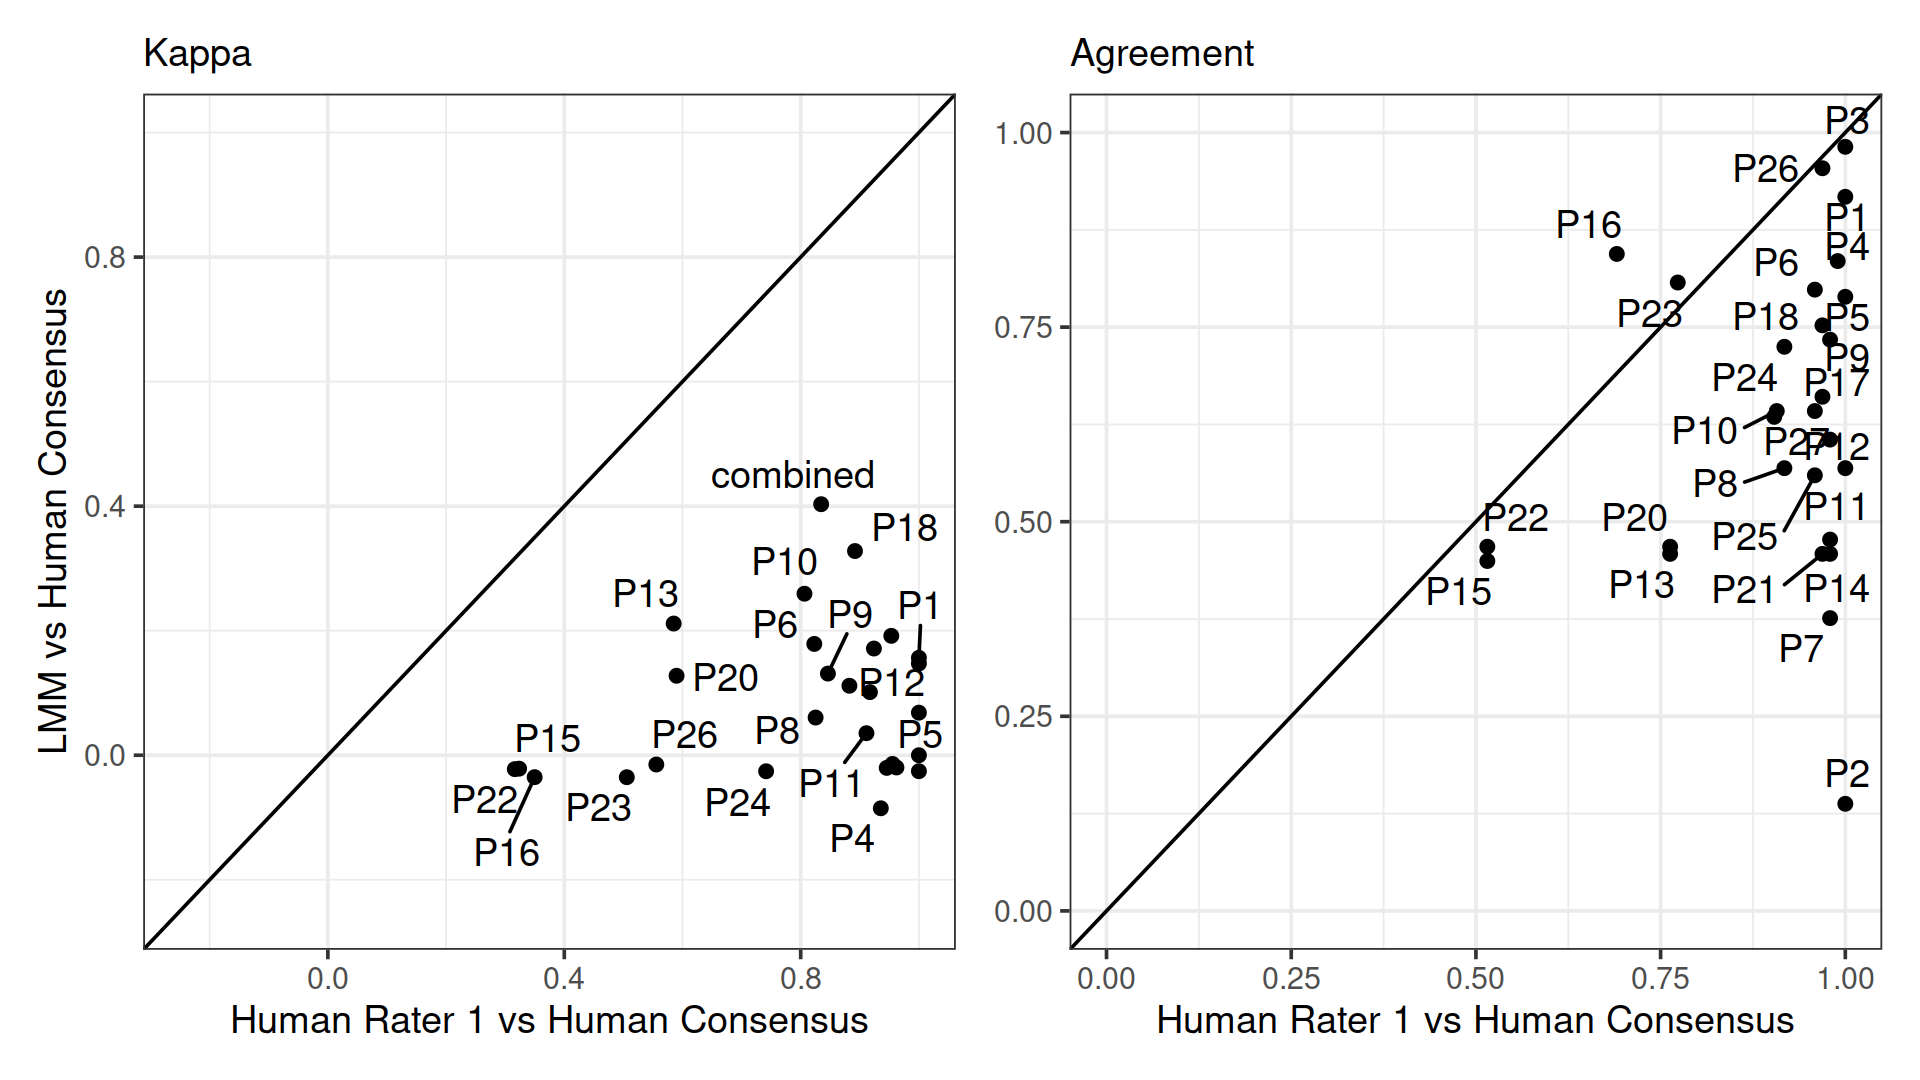 Kappa
LMM vs Human Consensus
0.8
0.4
0.0
combined
P18
P10
P13
P9
P1
P6
P20
P12
P15
P26
P8
P5
P22
P23
P24
P11
P16
P4
0.0
0.4
0.8
Human Rater 1 vs Human Consensus
Agreement
1.00
0.75
0.50
0.25
0.00
P3
P26
P1
P16
P4
P6
P23
P18
P5
P9
P24
P17
P10
P27
P12
P8
P11
P22
P20
P25
P15
P13
P21
P14
P7
P2
0.00
0.25
0.50
0.75
1.00
Human Rater 1 vs Human Consensus